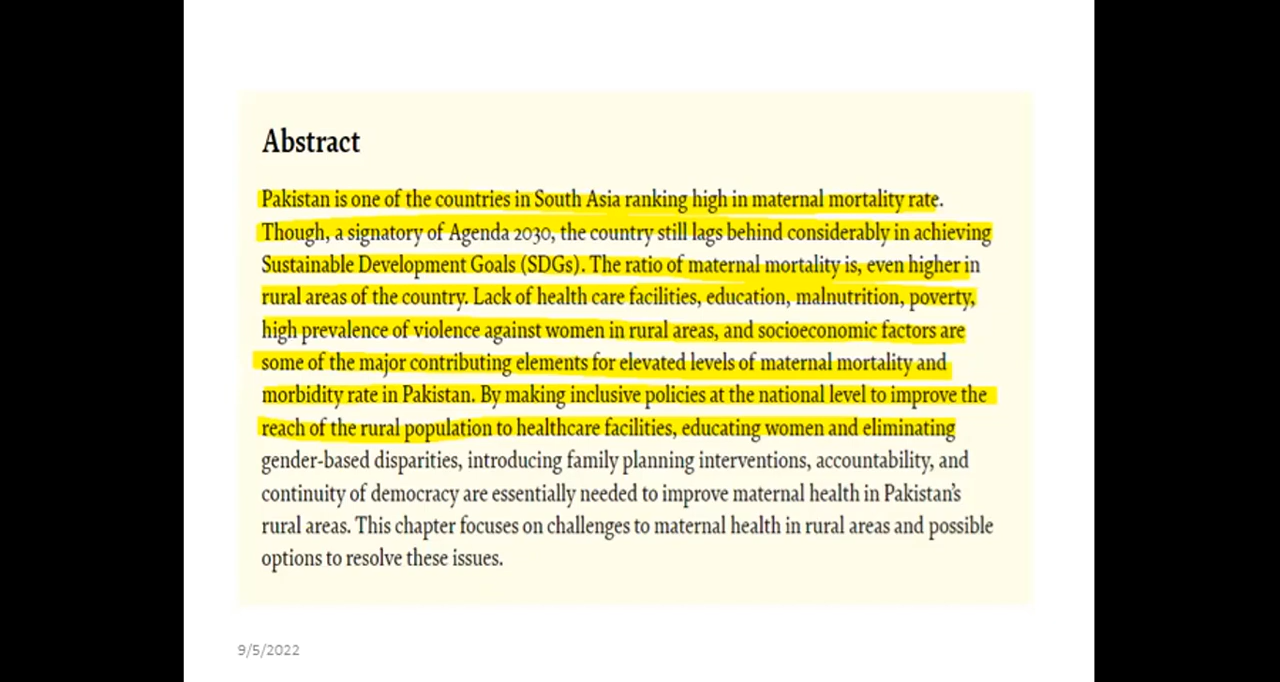 Abstract
Pakistan is one of the countries in South Asia ranking high in maternal mortality rate.
Though, a signatory of Agenda 2030, the country still lags behind considerably in achieving
Sustainable Development Goals (SDGs). The ratio of maternal mortality is, even higher in
rural areas of the country. Lack of health care facilities, education, malnutrition, poverty,
high prevalence of violence against women in rural areas, and socioeconomic factors are
some of the major contributing elements for elevated levels of maternal mortality and
morbidity rate in Pakistan. By making inclusive policies at the national level to improve the
reach of the rural population to healthcare facilities, educating women and eliminating
gender-based disparities, introducing family planning interventions, accountability, and
continuity of democracy are essentially needed to improve maternal health in Pakistan’s
rural areas. This chapter focuses on challenges to maternal health in rural areas and possible
options to resolve these issues.
9/5/2022